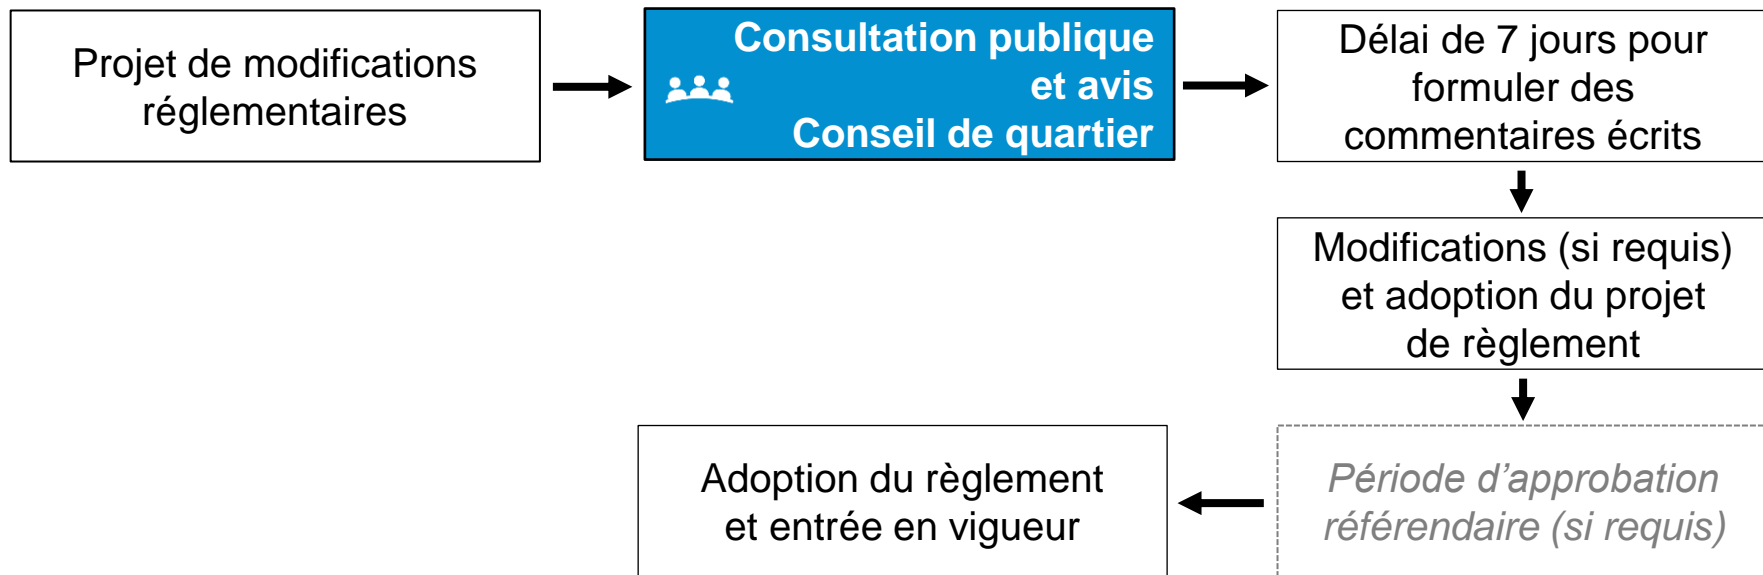 Projet de modifications
réglementaires
Consultation publique
et avis
Conseil de quartier
Délai de 7 jours pour
formuler des
commentaires écrits
Modifications (si requis)
et adoption du projet
de règlement
Période d’approbation
référendaire (si requis)
Adoption du règlement
et entrée en vigueur